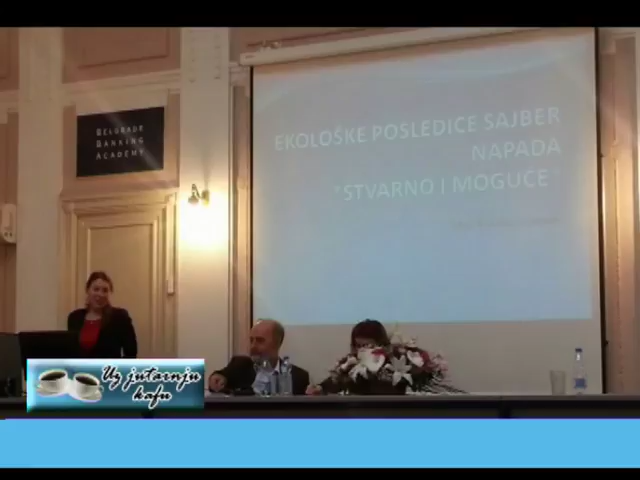 BELGRADE
BANKING
ACADEMY
EKOLOŠKE POSLEDICE SAJBER
NAPADA
"STVARNO I MOGUĆE"
Uz jutarnju
kafu